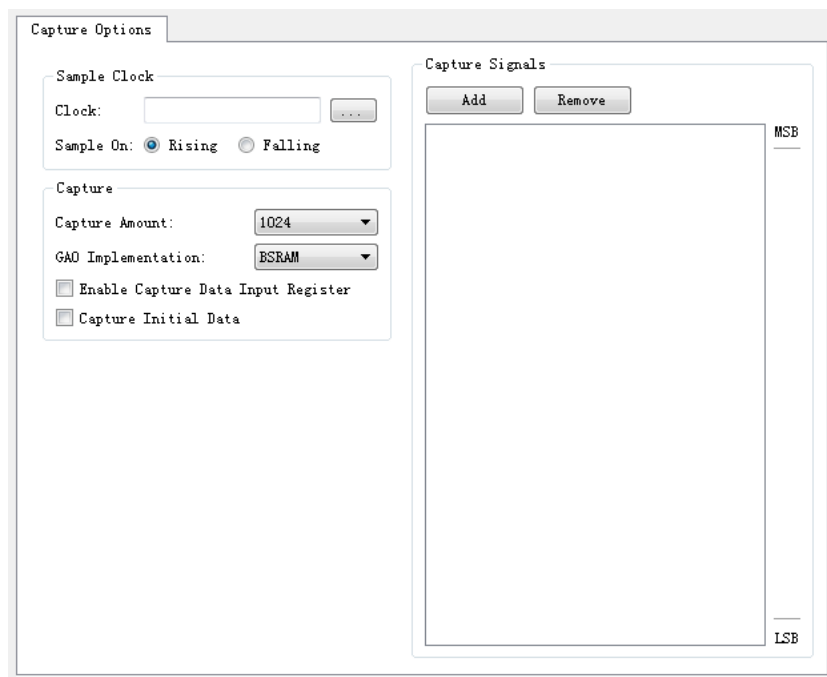 Capture Options
Sample Clock
Clock:
...
Sample On: Rising Falling
Capture
Capture Amount: 1024
GAO Implementation: BSRAM
Enable Capture Data Input Register
Capture Initial Data
Capture Signals
Add Remove
MSB
LSB